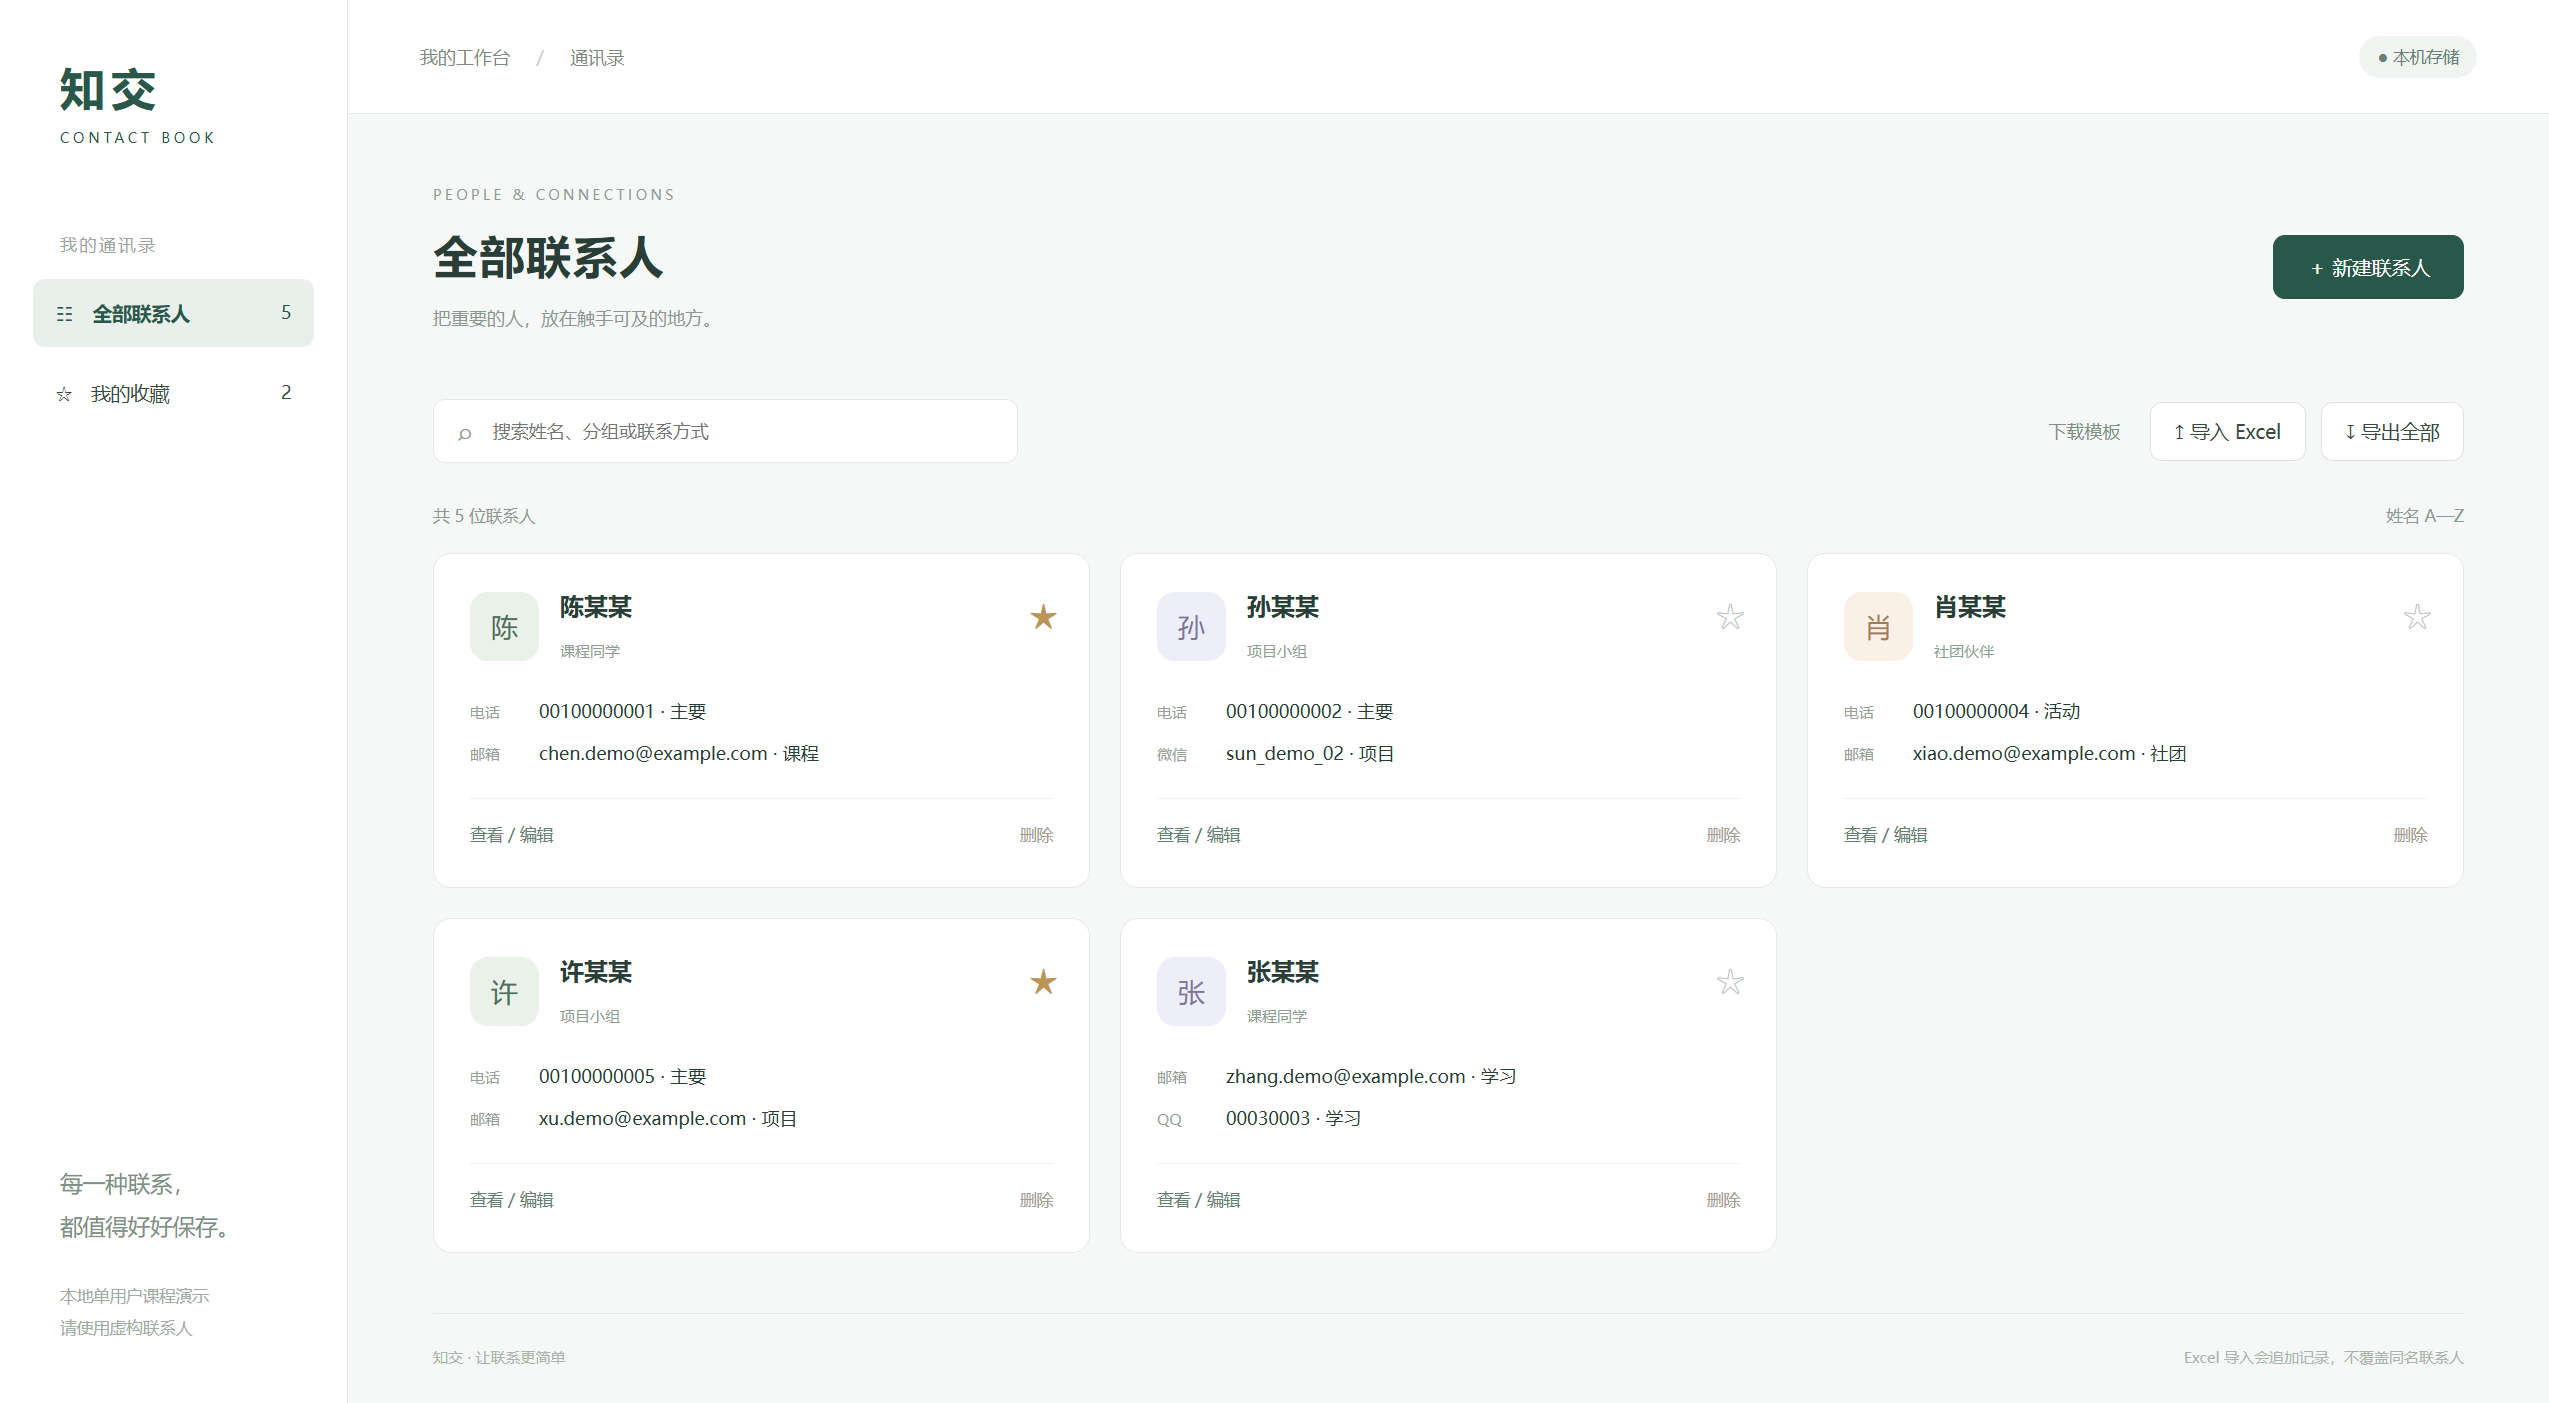 知交
CONTACT BOOK
我的通讯录
全部联系人 5
☆ 我的收藏 2
每一种联系，
都值得好好保存。
本地单用户课程演示
请使用虚构联系人
我的工作台 / 通讯录
● 本机存储
PEOPLE & CONNECTIONS
全部联系人
把重要的人，放在触手可及的地方。
+ 新建联系人
搜索姓名、分组或联系方式
下载模板
↥ 导入 Excel
↧ 导出全部
共 5 位联系人
姓名 A—Z
陈
陈某某
★
课程同学
电话 00100000001 · 主要
邮箱 chen.demo@example.com · 课程
查看 / 编辑
删除
孙
孙某某
☆
项目小组
电话 00100000002 · 主要
微信 sun_demo_02 · 项目
查看 / 编辑
删除
肖
肖某某
☆
社团伙伴
电话 00100000004 · 活动
邮箱 xiao.demo@example.com · 社团
查看 / 编辑
删除
许
许某某
★
项目小组
电话 00100000005 · 主要
邮箱 xu.demo@example.com · 项目
查看 / 编辑
删除
张
张某某
☆
课程同学
邮箱 zhang.demo@example.com · 学习
QQ 00030003 · 学习
查看 / 编辑
删除
知交 · 让联系更简单
Excel 导入会追加记录，不覆盖同名联系人